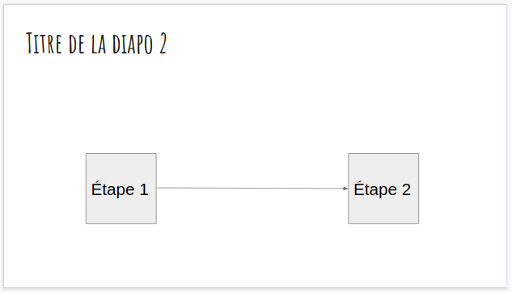 Titre de la diapo 2
Étape 1
Étape 2